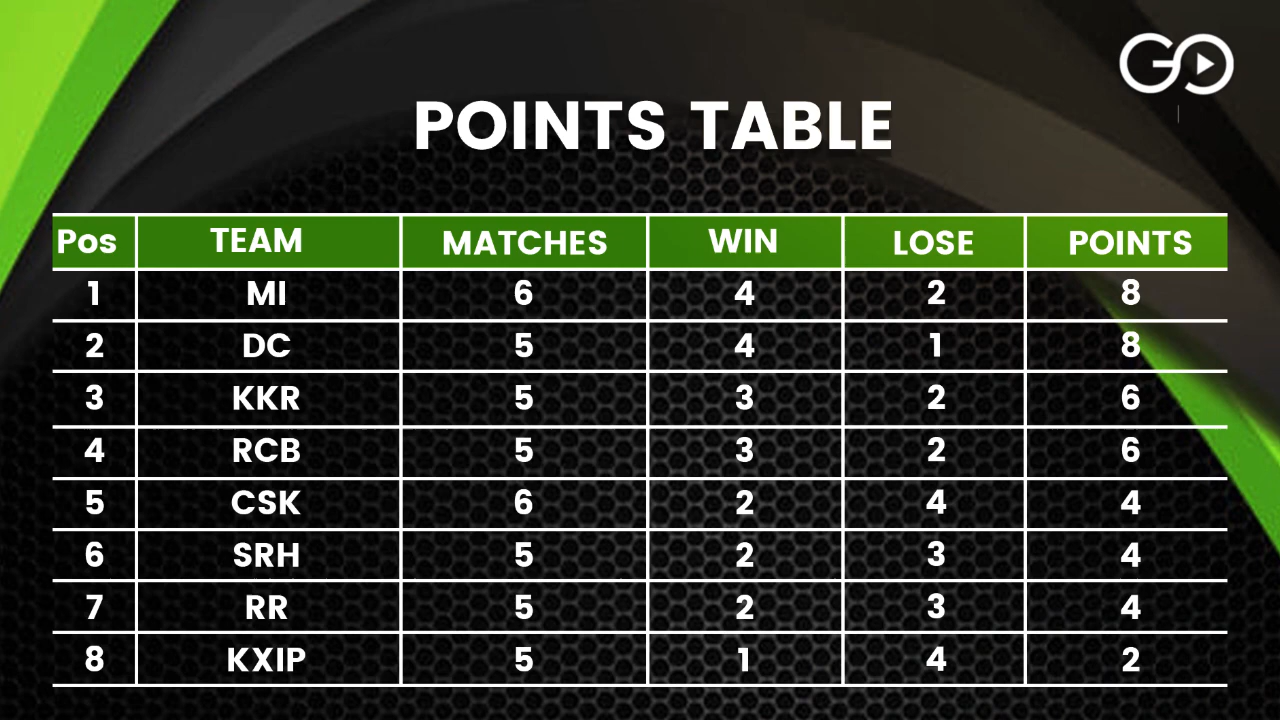 GO
POINTS TABLE
Pos TEAM MATCHES WIN LOSE POINTS
1 MI 6 4 2 8
2 DC 5 4 1 8
3 KKR 5 3 2 6
4 RCB 5 3 2 6
5 CSK 6 2 4 4
6 SRH 5 2 3 4
7 RR 5 2 3 4
8 KXIP 5 1 4 2